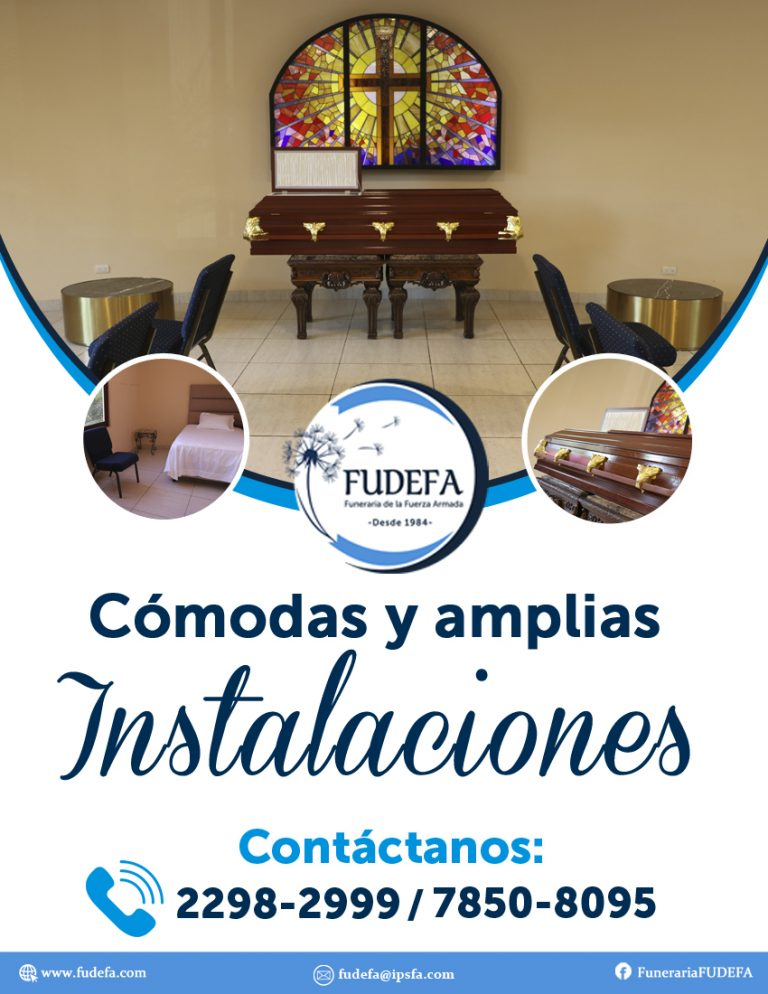 FUDEFA
Funeraria de la Fuerza Armada
-Desde 1984-
Cómodas y amplias
Instalaciones
Contáctanos:
2298-2999 / 7850-8095
www.fudefa.com
fudefa@ipsfa.com
FunerariaFUDEFA